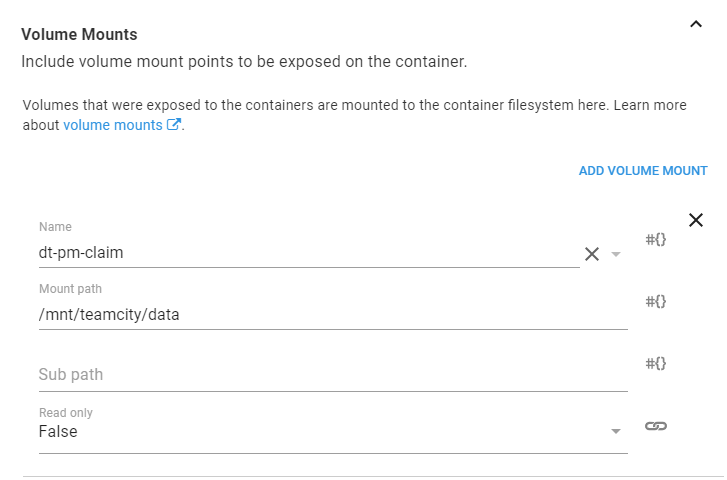 Volume Mounts
Include volume mount points to be exposed on the container.
Volumes that were exposed to the containers are mounted to the container filesystem here. Learn more
about volume mounts.
ADD VOLUME MOUNT
Name
dt-pm-claim
#{}
Mount path
/mnt/teamcity/data
#{}
Sub path
#{}
Read only
False